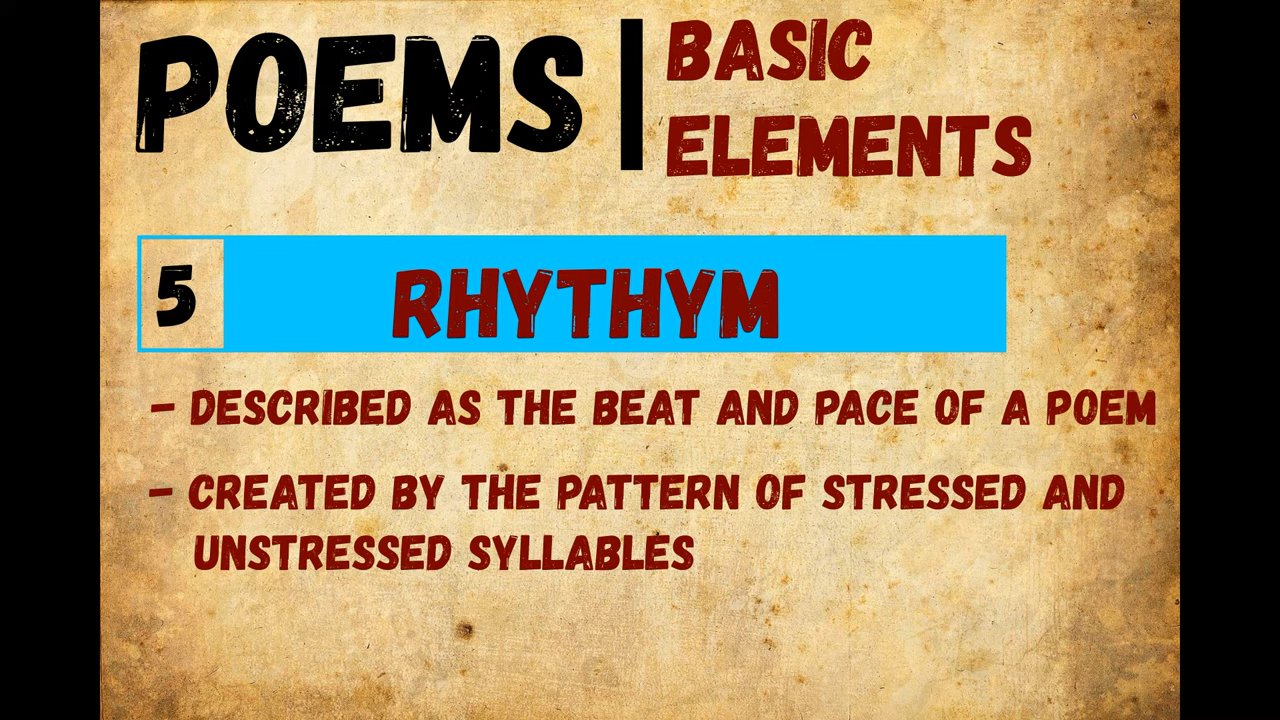 POEMS
BASIC
ELEMENTS
5
RHYTHYM
- DESCRIBED AS THE BEAT AND PACE OF A POEM
- CREATED BY THE PATTERN OF STRESSED AND
UNSTRESSED SYLLABLES